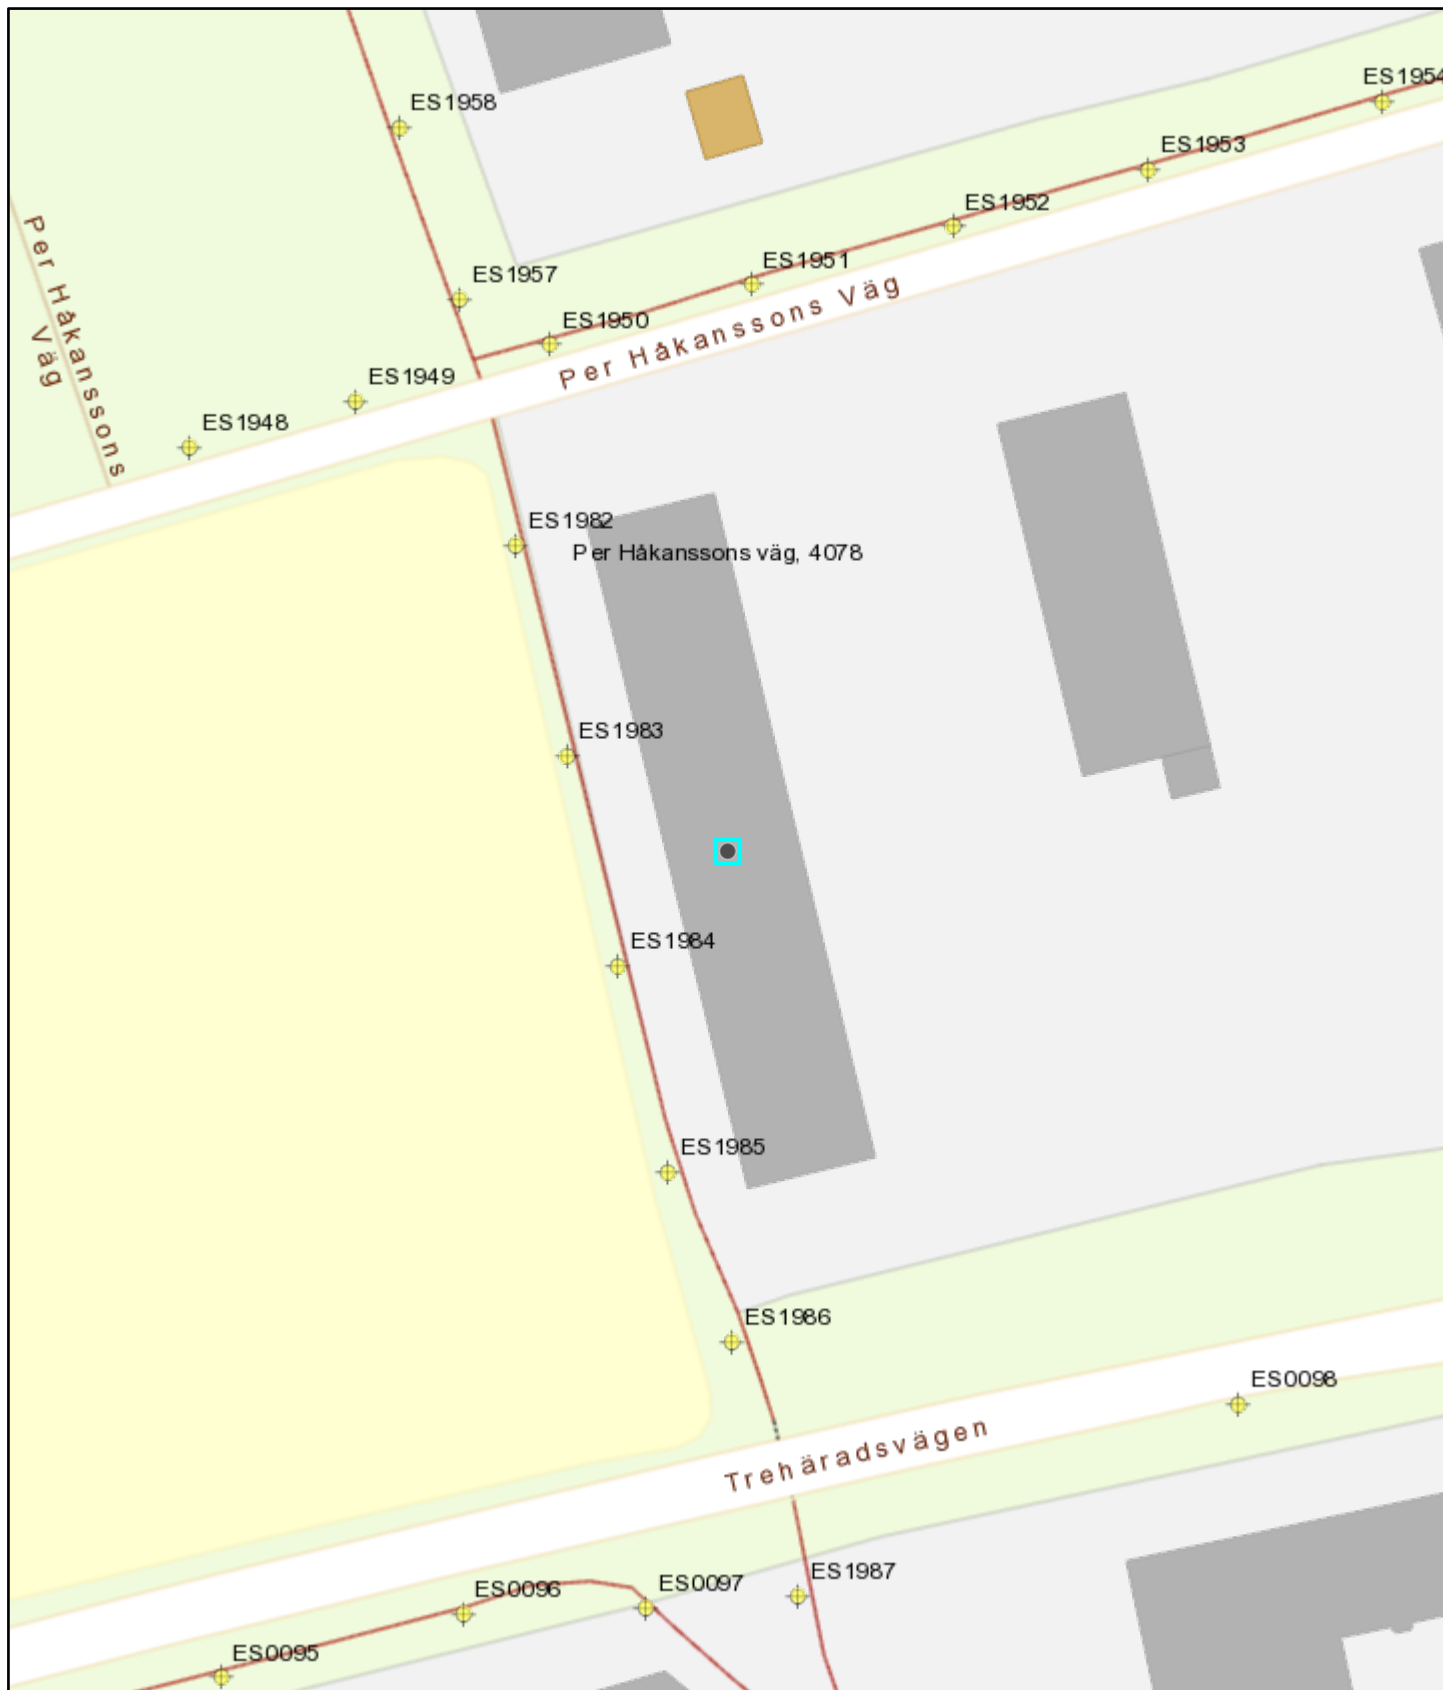 ES1954
ES1958
ES1953
ES1952
Per Håkanssons
Väg
ES1951
ES1957
Per Håkanssons Väg
ES1950
ES1949
ES1948
ES1982
Per Håkanssons väg, 4078
ES1983
ES1984
ES1985
ES1986
ES0098
Trehäradsvägen
ES1987
ES0097
ES0096
ES0095